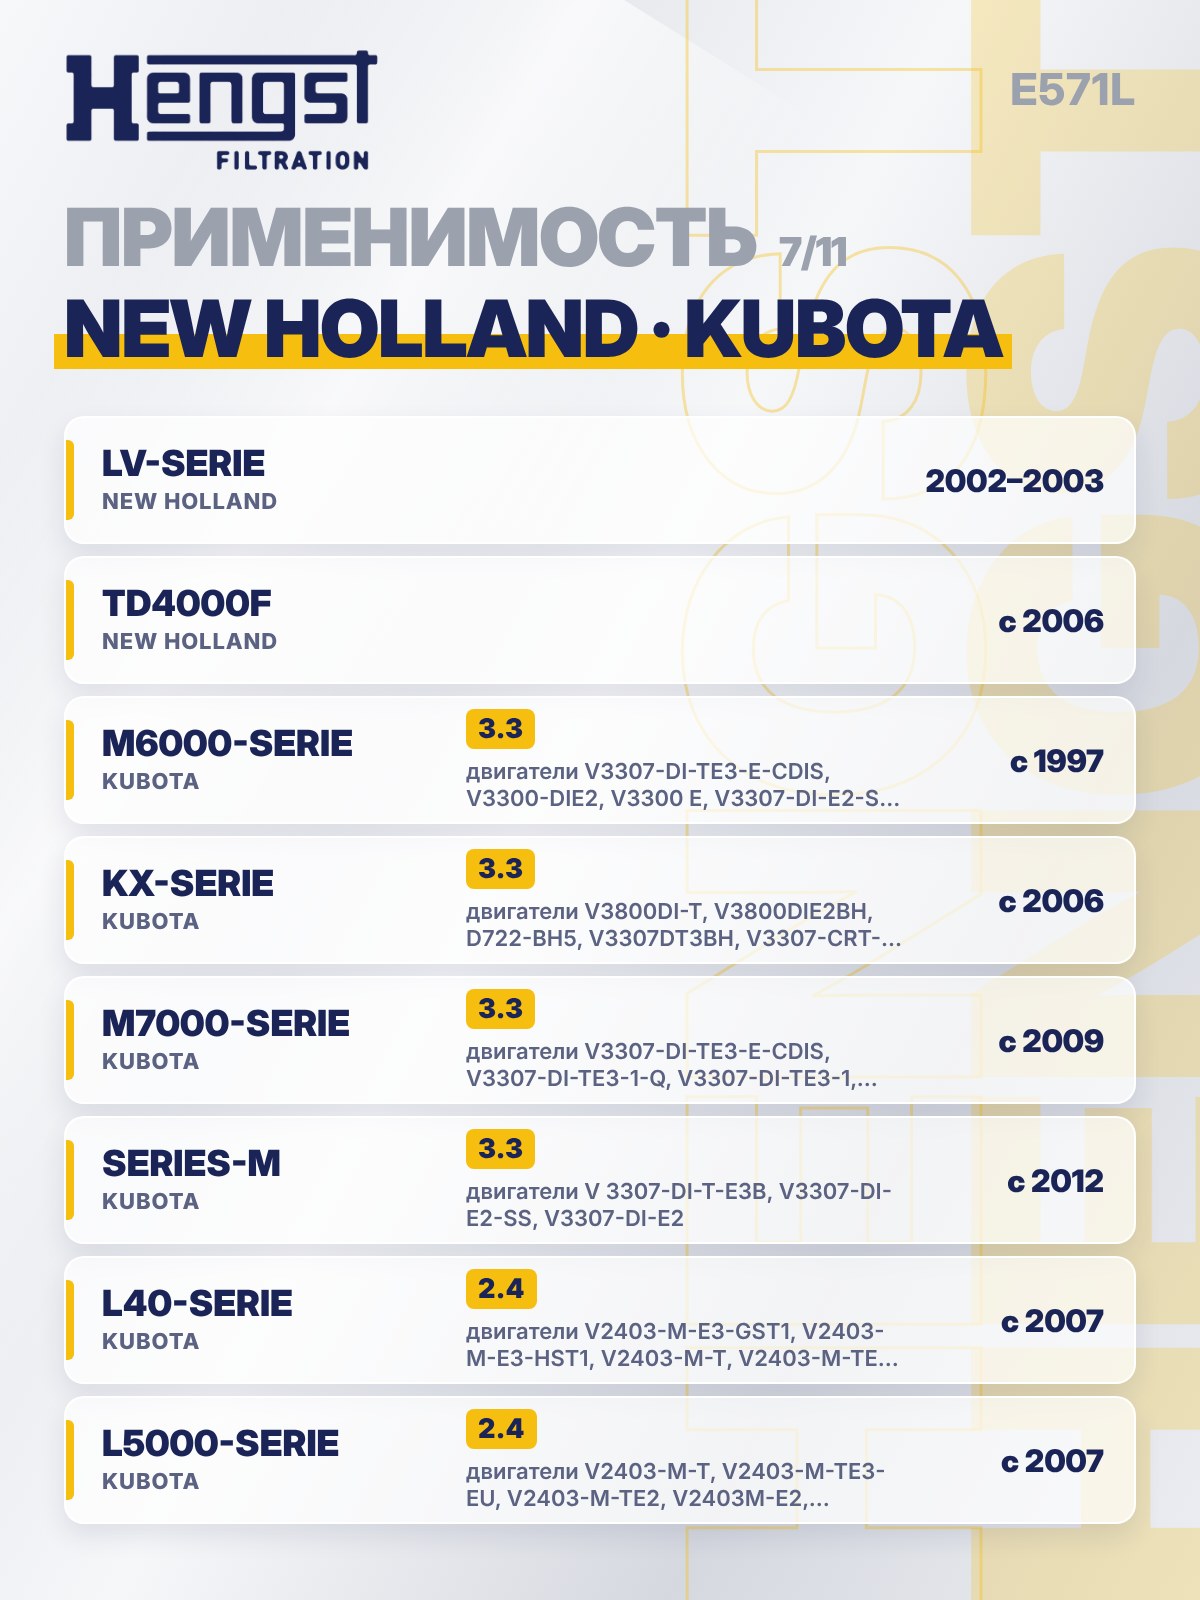 Hengst
FILTRATION
E571L
ПРИМЕНИМОСТЬ 7/11
NEW HOLLAND · KUBOTA
LV-SERIE
NEW HOLLAND
2002–2003
TD4000F
NEW HOLLAND
с 2006
M6000-SERIE
KUBOTA
3.3
двигатели V3307-DI-TE3-E-CDIS,
V3300-DIE2, V3300 E, V3307-DI-E2-S...
с 1997
KX-SERIE
KUBOTA
3.3
двигатели V3800DI-T, V3800DIE2BH,
D722-BH5, V3307DT3BH, V3307-CRT-...
с 2006
M7000-SERIE
KUBOTA
3.3
двигатели V3307-DI-TE3-E-CDIS,
V3307-DI-TE3-1-Q, V3307-DI-TE3-1,...
с 2009
SERIES-M
KUBOTA
3.3
двигатели V 3307-DI-T-E3B, V3307-DI-
E2-SS, V3307-DI-E2
с 2012
L40-SERIE
KUBOTA
2.4
двигатели V2403-M-E3-GST1, V2403-
M-E3-HST1, V2403-M-T, V2403-M-TE...
с 2007
L5000-SERIE
KUBOTA
2.4
двигатели V2403-M-T, V2403-M-TE3-
EU, V2403-M-TE2, V2403M-E2,...
с 2007
HENGST
HENGST